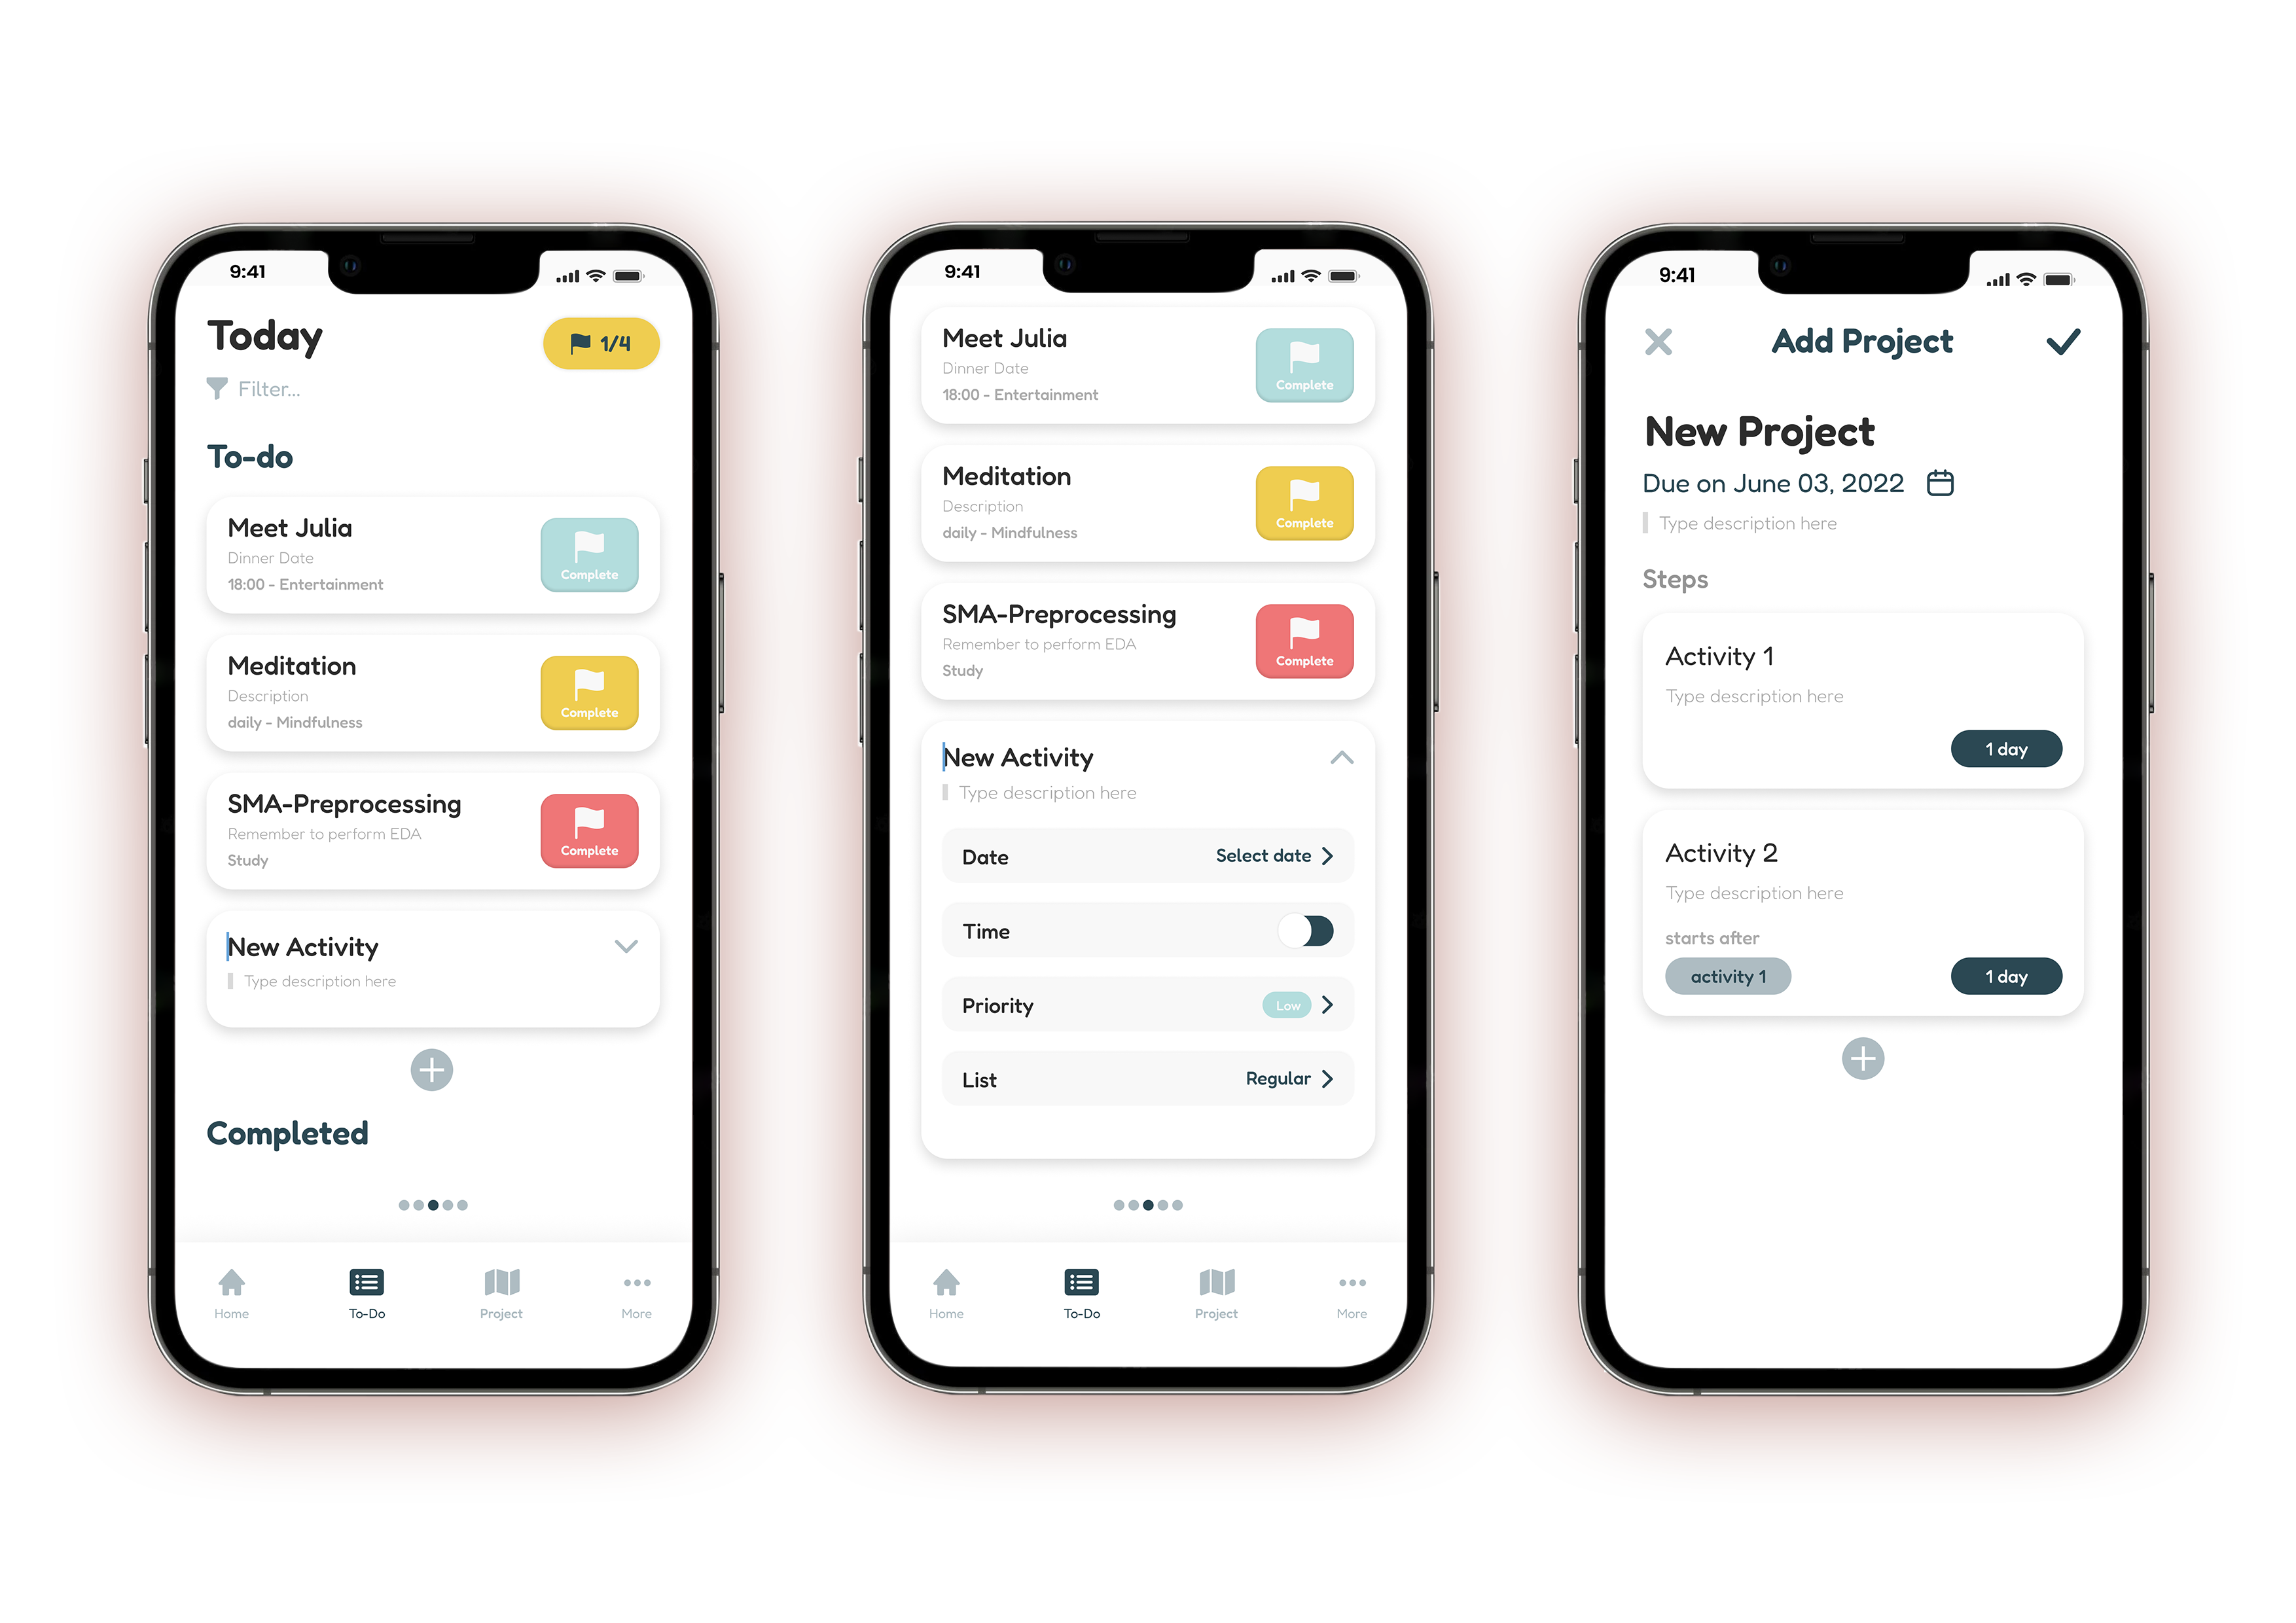 9:41
Today
1/4
Filter...
To-do
Meet Julia
Dinner Date
18:00 - Entertainment
Complete
Meditation
Description
daily - Mindfulness
Complete
SMA-Preprocessing
Remember to perform EDA
Study
Complete
New Activity
Type description here
Completed
Home
To-Do
Project
More
9:41
Meet Julia
Dinner Date
18:00 - Entertainment
Complete
Meditation
Description
daily - Mindfulness
Complete
SMA-Preprocessing
Remember to perform EDA
Study
Complete
New Activity
Type description here
Date Select date
Time
Priority Low
List Regular
Home
To-Do
Project
More
9:41
Add Project
New Project
Due on June 03, 2022
Type description here
Steps
Activity 1
Type description here
1 day
Activity 2
Type description here
starts after
activity 1
1 day